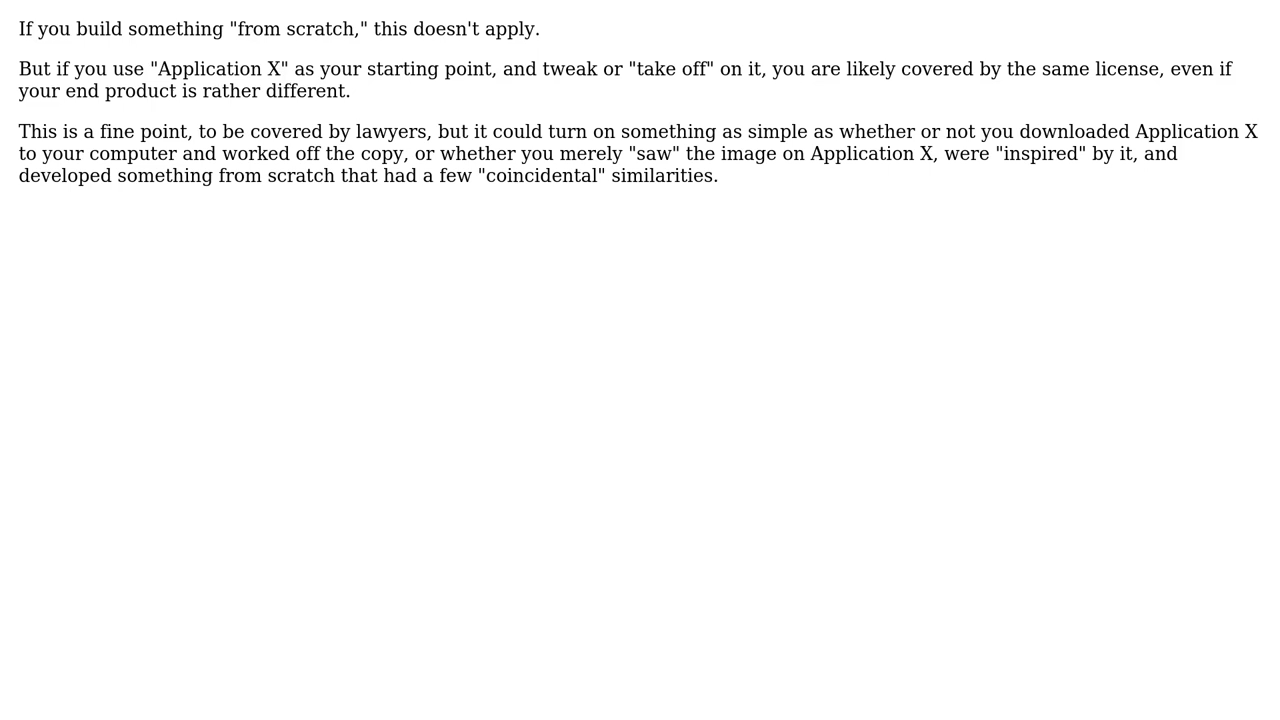 If you build something "from scratch," this doesn't apply.
But if you use "Application X" as your starting point, and tweak or "take off" on it, you are likely covered by the same license, even if
your end product is rather different.
This is a fine point, to be covered by lawyers, but it could turn on something as simple as whether or not you downloaded Application X
to your computer and worked off the copy, or whether you merely "saw" the image on Application X, were "inspired" by it, and
developed something from scratch that had a few "coincidental" similarities.